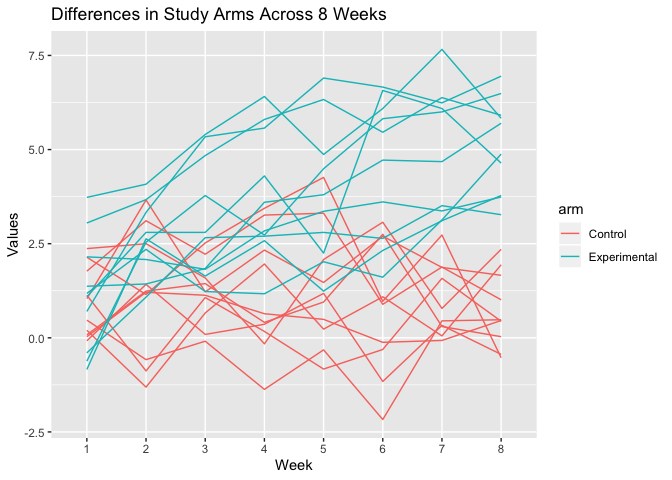 Differences in Study Arms Across 8 Weeks
7.5
5.0
2.5
0.0
-2.5
Values
1 2 3 4 5 6 7 8
Week
arm
Control
Experimental